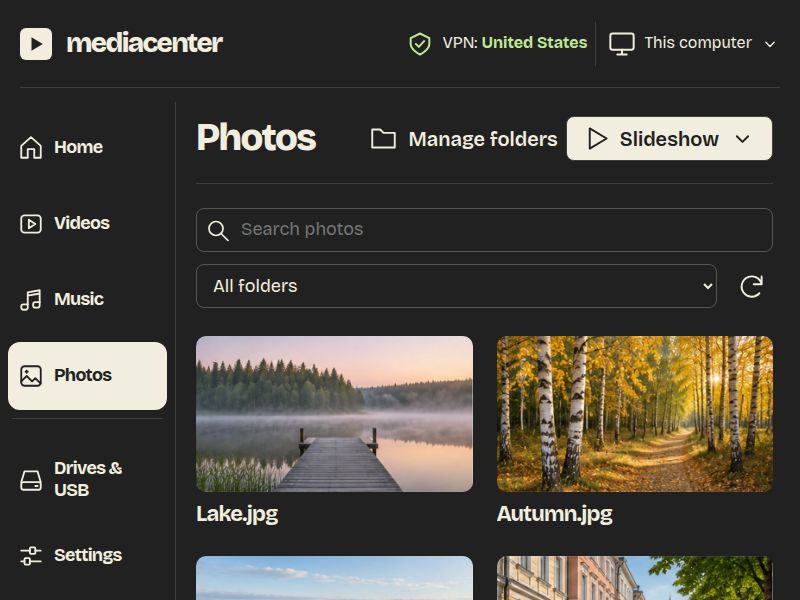 mediacenter
VPN: United States
This computer
Home
Videos
Music
Photos
Drives &
USB
Settings
Photos
Manage folders
Slideshow
Search photos
All folders
Lake.jpg
Autumn.jpg